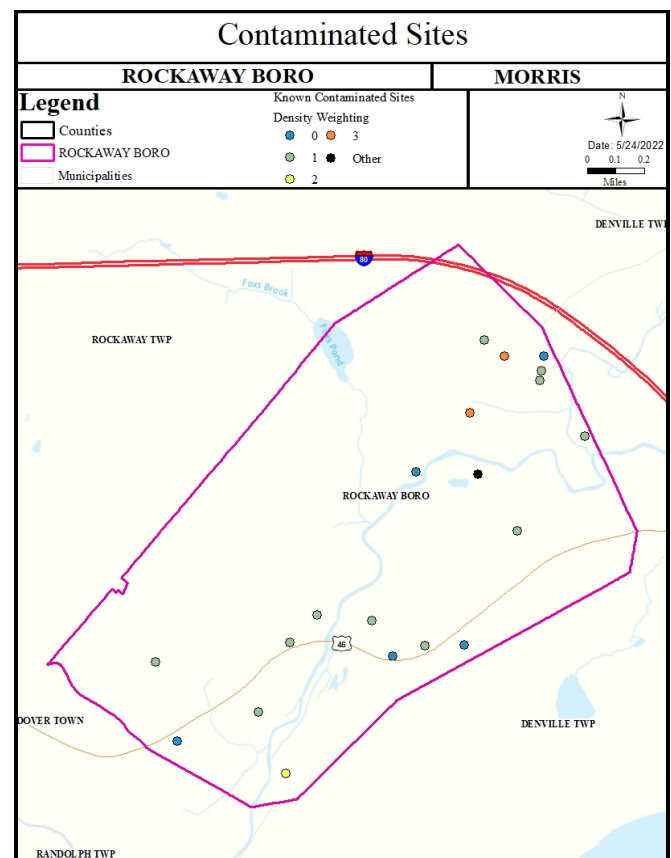 Contaminated Sites
ROCKAWAY BORO
MORRIS
Legend
Counties
ROCKAWAY BORO
Municipalities
Known Contaminated Sites
Density Weighting
0 3
1 Other
2
N
Date: 5/24/2022
0 0.1 0.2
Miles
DENVILLE TWP
80
Foxs Brook
ROCKAWAY TWP
Foxs Pond
ROCKAWAY BORO
46
DOVER TOWN
DENVILLE TWP
RANDOLPH TWP